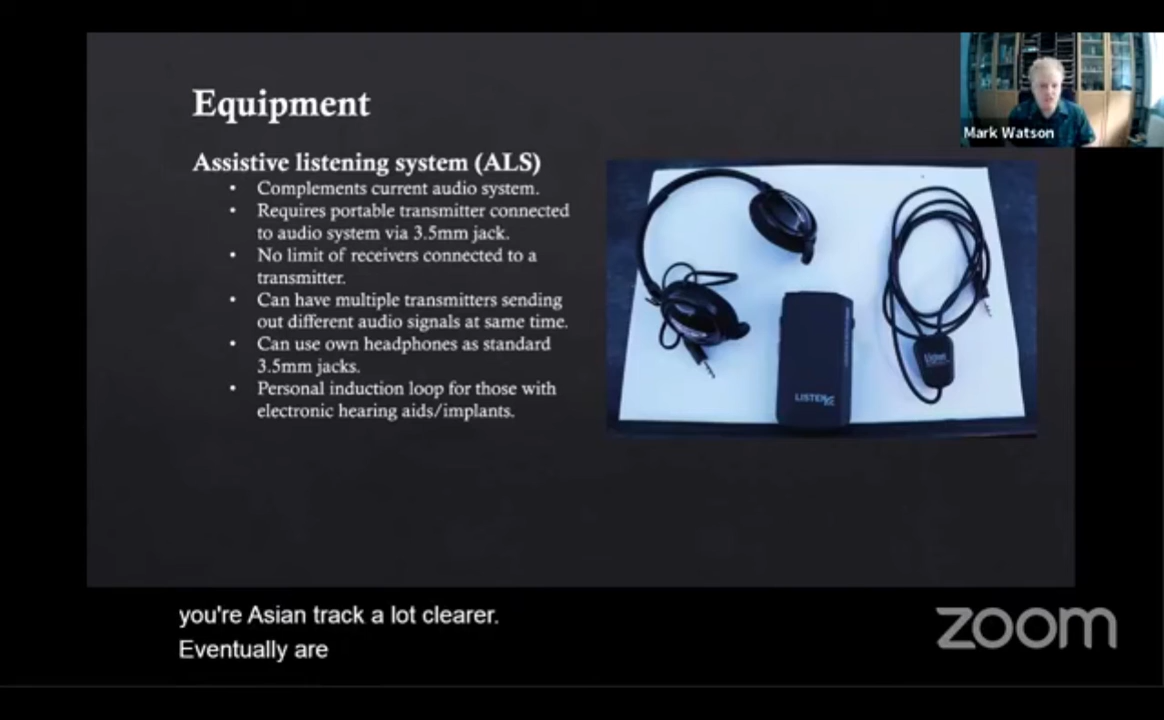 Equipment
Mark Watson
Assistive listening system (ALS)
• Complements current audio system.
• Requires portable transmitter connected
to audio system via 3.5mm jack.
• No limit of receivers connected to a
transmitter.
• Can have multiple transmitters sending
out different audio signals at same time.
• Can use own headphones as standard
3.5mm jacks.
• Personal induction loop for those with
electronic hearing aids/implants.
LISTEN
Listen
you're Asian track a lot clearer.
Eventually are
zoom